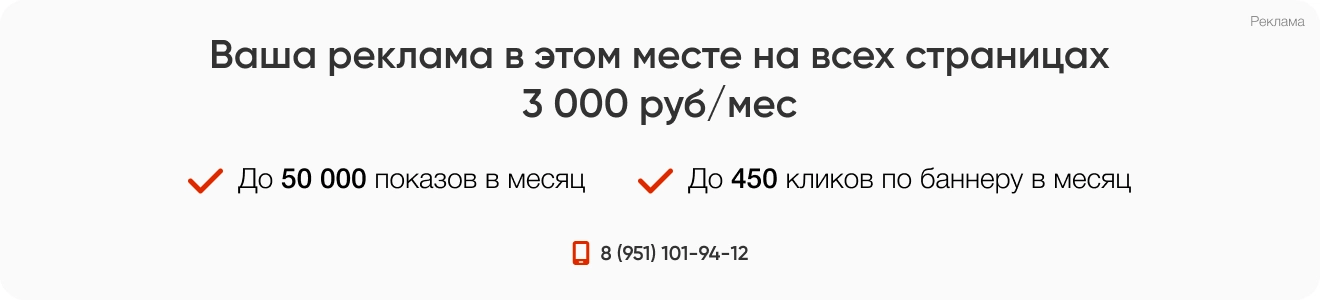 Реклама
Ваша реклама в этом месте на всех страницах
3 000 руб/мес
До 50 000 показов в месяц
До 450 кликов по баннеру в месяц
8 (951) 101-94-12